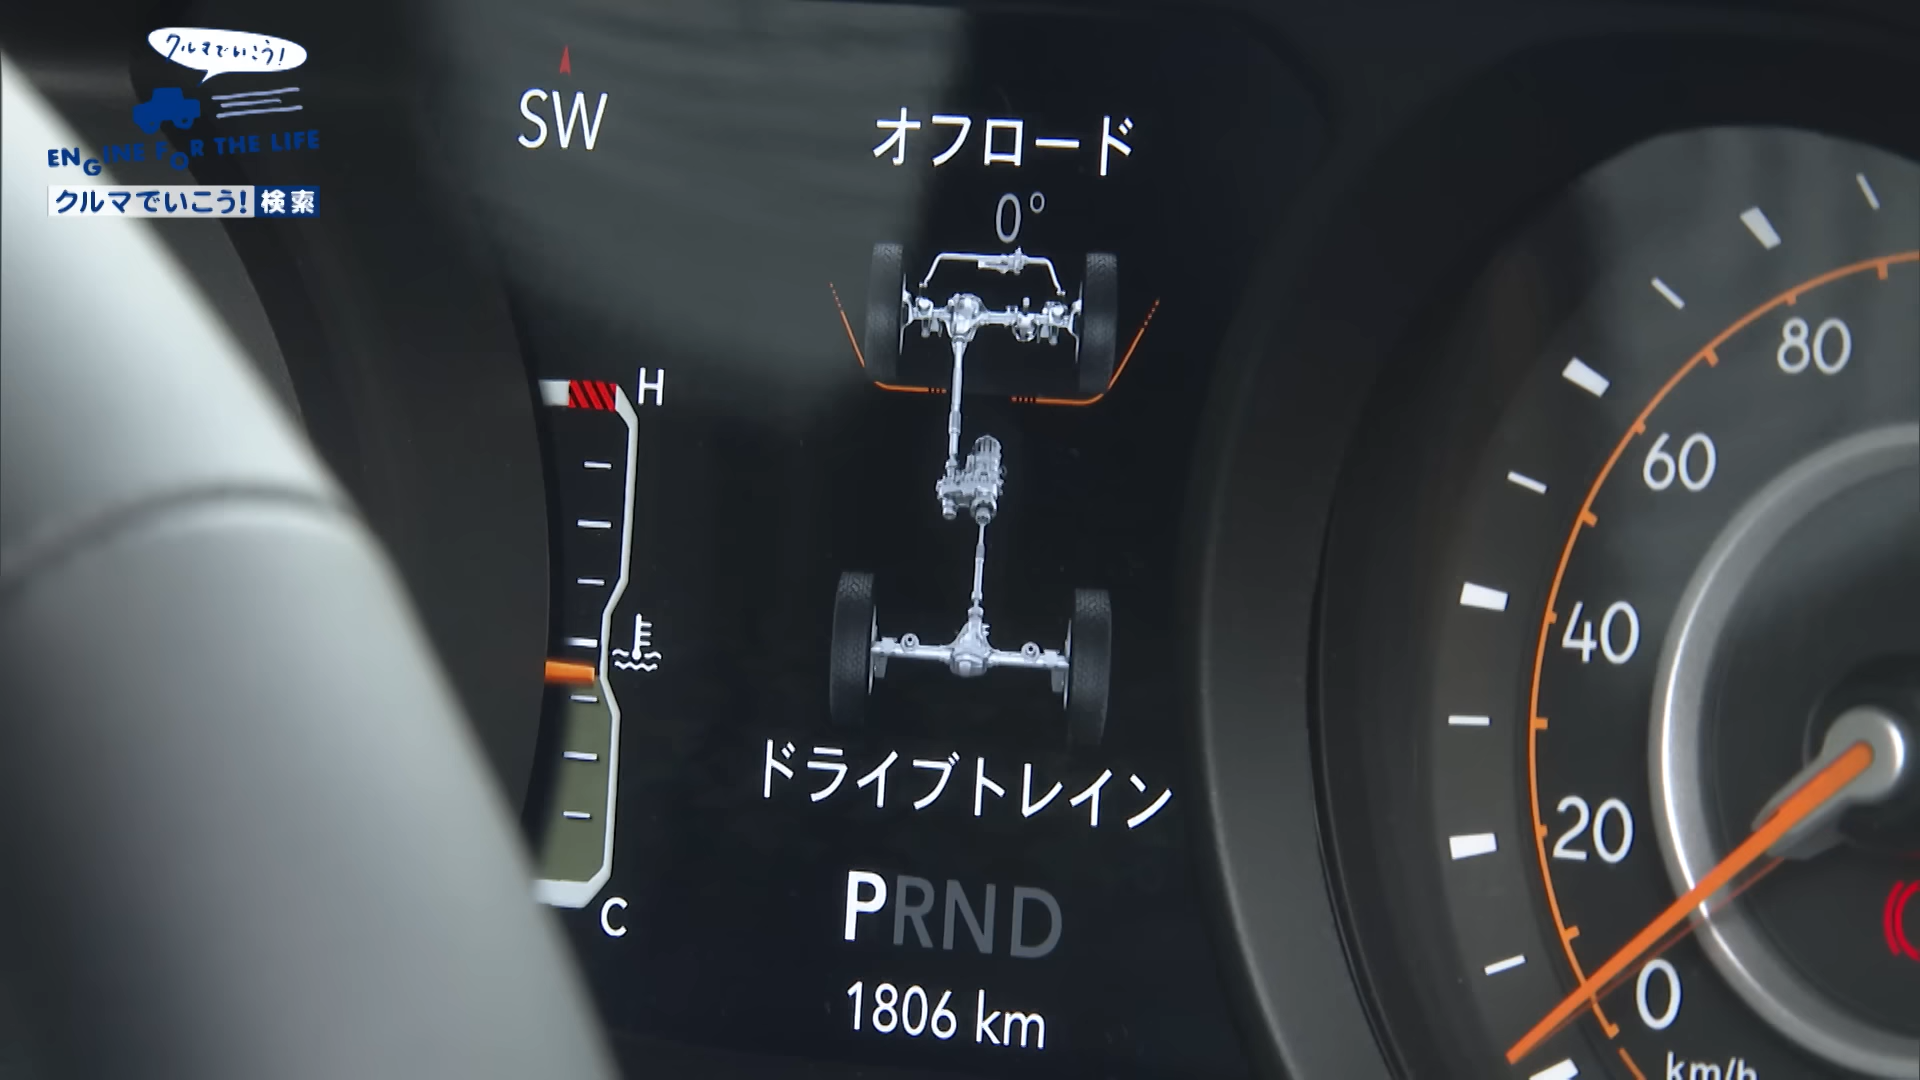 クルマでいこう!
ENGINE FOR THE LIFE
クルマでいこう! 検索
SW
オフロード
0°
H
C
ドライブトレイン
PRND
1806 km
80
60
40
20
0
km/h